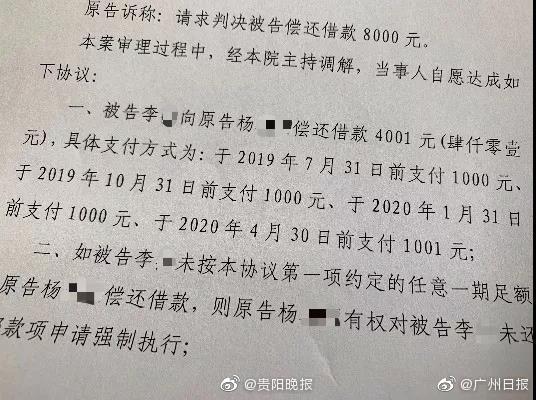 原告诉称：请求判决被告偿还借款 8000 元。
本案审理过程中，经本院主持调解，当事人自愿达成如
下协议：
一、被告李 向原告杨 偿还借款 4001 元(肆仟零壹
元)，具体支付方式为：于 2019 年 7 月 31 日前支付 1000 元、
于 2019 年 10 月 31 日前支付 1000 元、于 2020 年 1 月 31 日
前支付 1000 元、于 2020 年 4 月 30 日前支付 1001 元；
二、如被告李 未按本协议第一项约定的任意一期足额
原告杨 偿还借款，则原告杨 有权对被告李 未还
款项申请强制执行；
@贵阳晚报
@广州日报